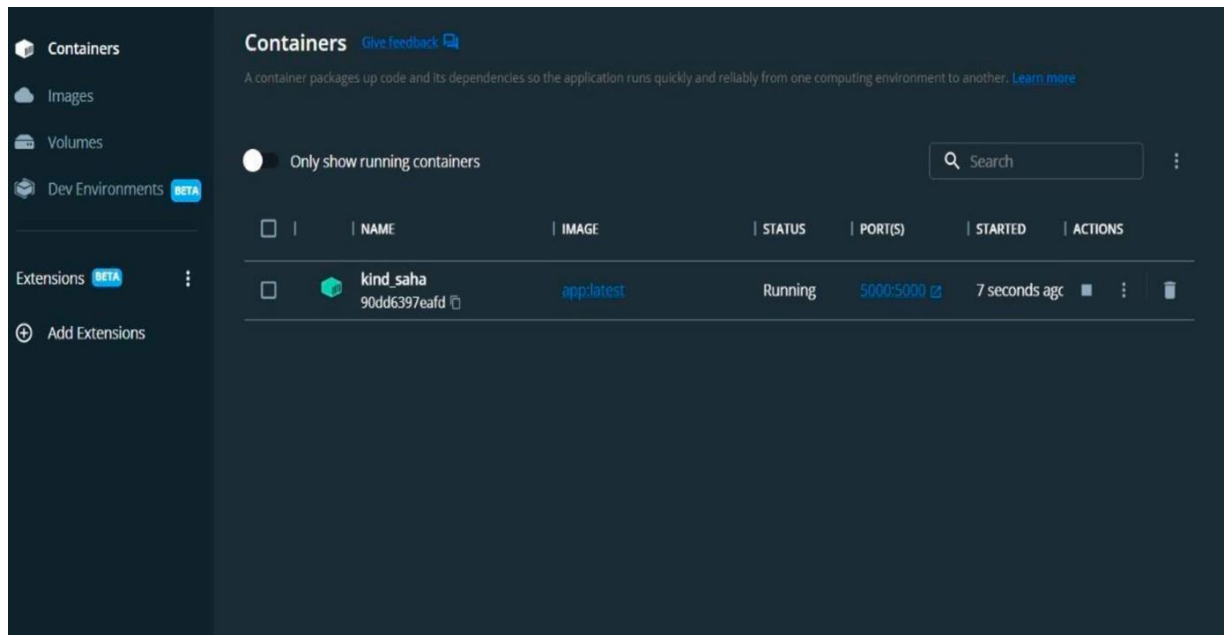 Containers
Images
Volumes
Dev Environments BETA
Extensions BETA
Add Extensions
Containers Give feedback
A container packages up code and its dependencies so the application runs quickly and reliably from one computing environment to another. Learn more
Only show running containers
Search
NAME IMAGE STATUS PORT(S) STARTED ACTIONS
kind_saha app:latest Running 5000:5000 7 seconds agc
90dd6397eafd